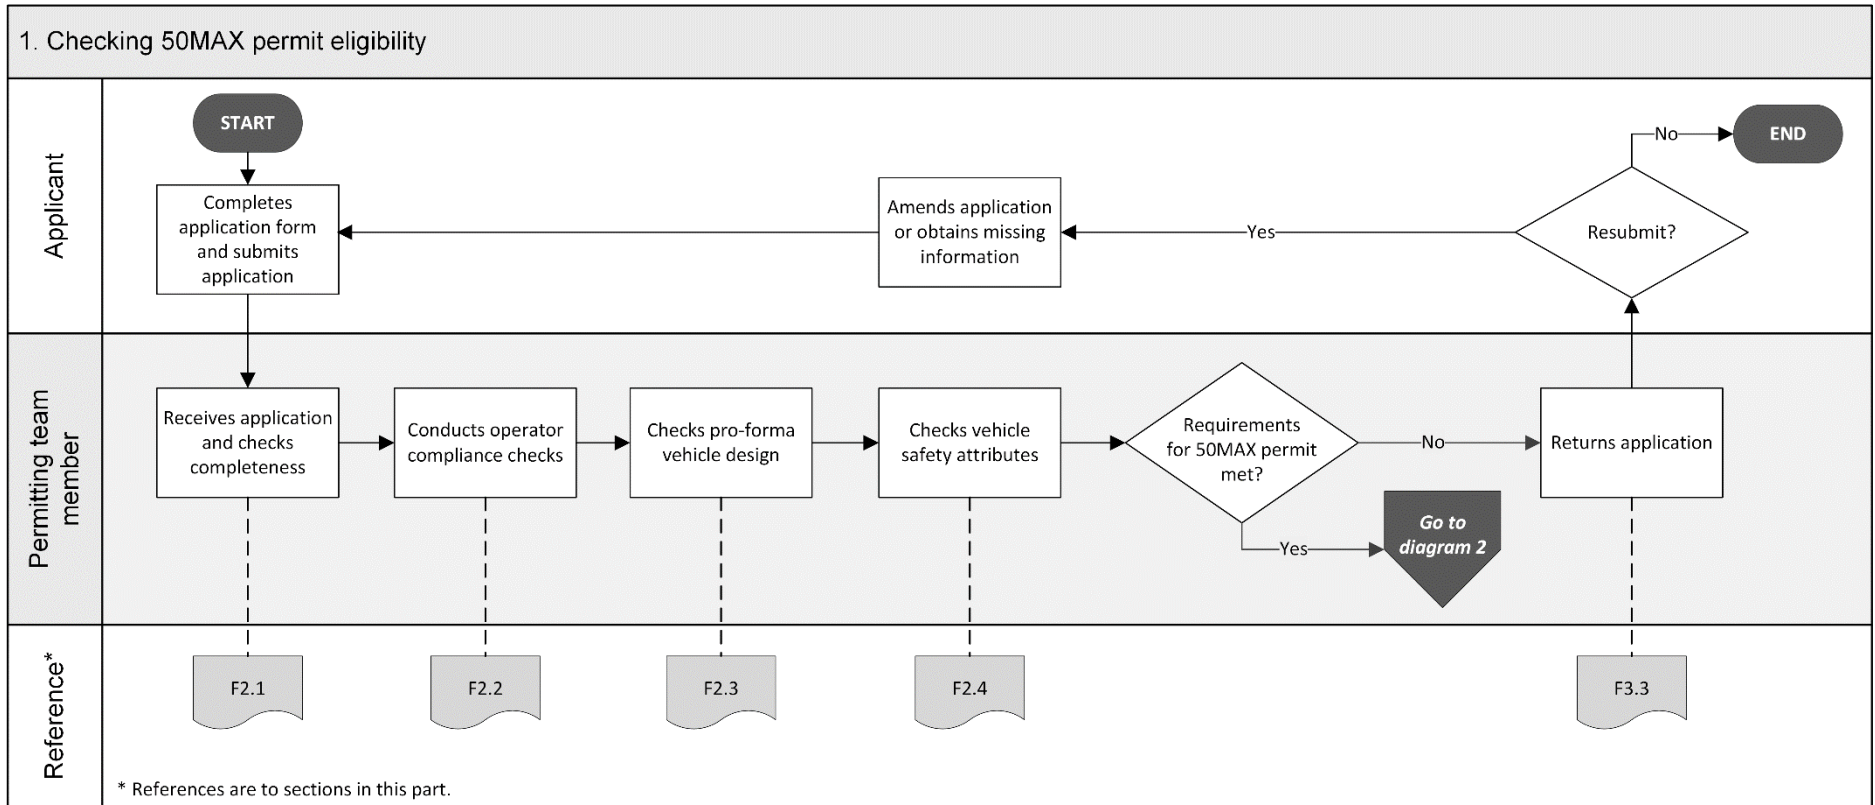 1. Checking 50MAX permit eligibility
Applicant
START
No
END
Completes
application form
and submits
application
Amends application
or obtains missing
information
Yes
Resubmit?
Permitting team
member
Receives application
and checks
completeness
Conducts operator
compliance checks
Checks pro-forma
vehicle design
Checks vehicle
safety attributes
Requirements
for 50MAX permit
met?
No
Returns application
Yes
Go to
diagram 2
Reference*
F2.1
F2.2
F2.3
F2.4
F3.3
* References are to sections in this part.